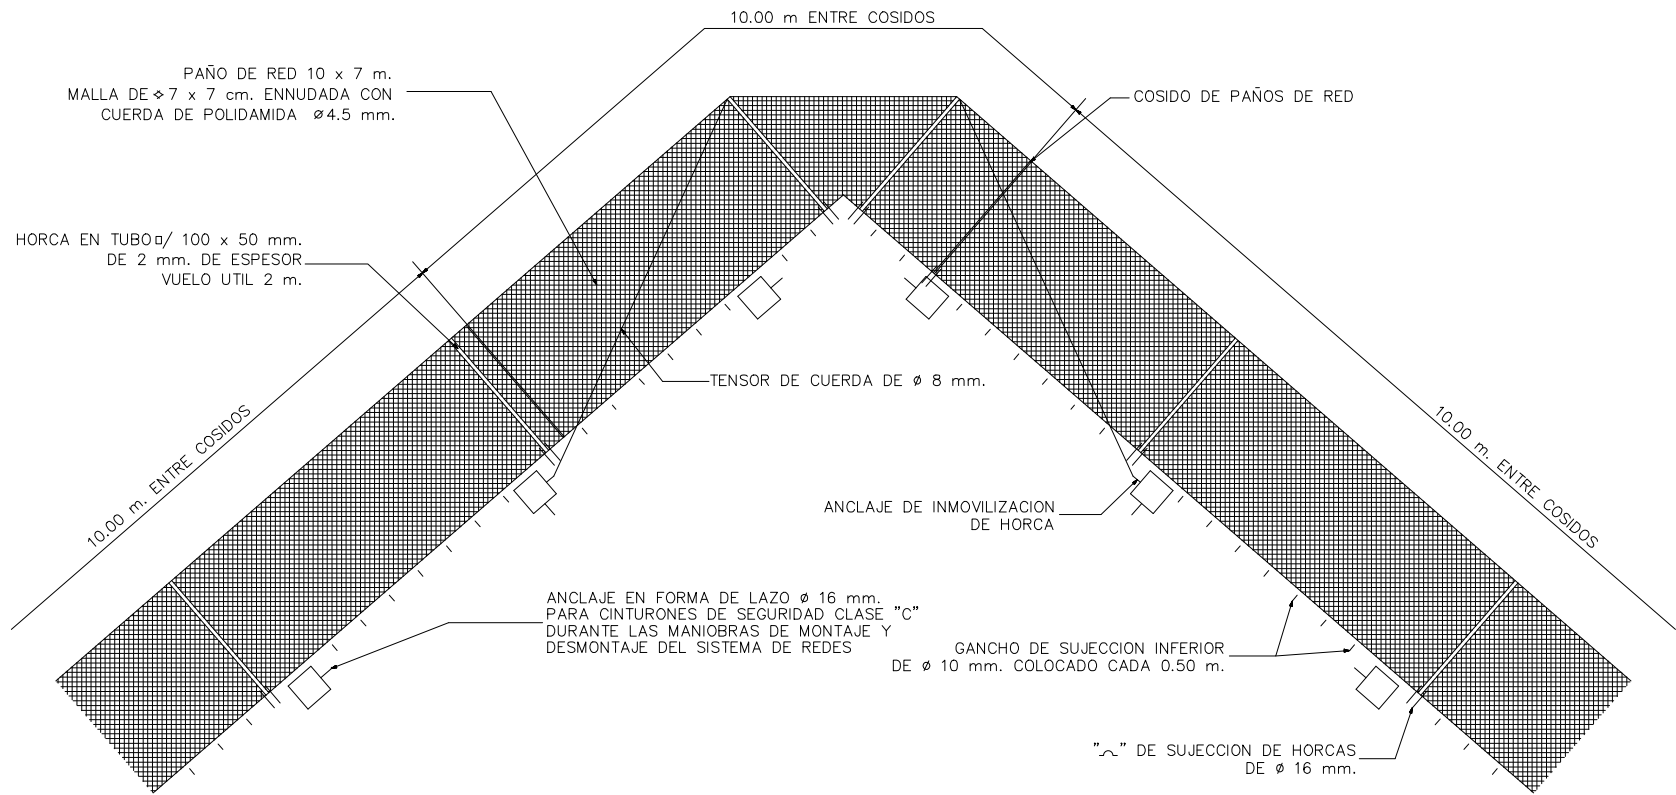 10.00 m ENTRE COSIDOS
PAÑO DE RED 10 x 7 m.
MALLA DE 7 x 7 cm. ENNUDADA CON
CUERDA DE POLIDAMIDA ø4.5 mm.
COSIDO DE PAÑOS DE RED
HORCA EN TUBO▫/ 100 x 50 mm.
DE 2 mm. DE ESPESOR
VUELO UTIL 2 m.
TENSOR DE CUERDA DE ø 8 mm.
10.00 m. ENTRE COSIDOS
10.00 m. ENTRE COSIDOS
ANCLAJE DE INMOVILIZACION
DE HORCA
ANCLAJE EN FORMA DE LAZO ø 16 mm.
PARA CINTURONES DE SEGURIDAD CLASE "C"
DURANTE LAS MANIOBRAS DE MONTAJE Y
DESMONTAJE DEL SISTEMA DE REDES
GANCHO DE SUJECCION INFERIOR
DE ø 10 mm. COLOCADO CADA 0.50 m.
" " DE SUJECCION DE HORCAS
DE ø 16 mm.